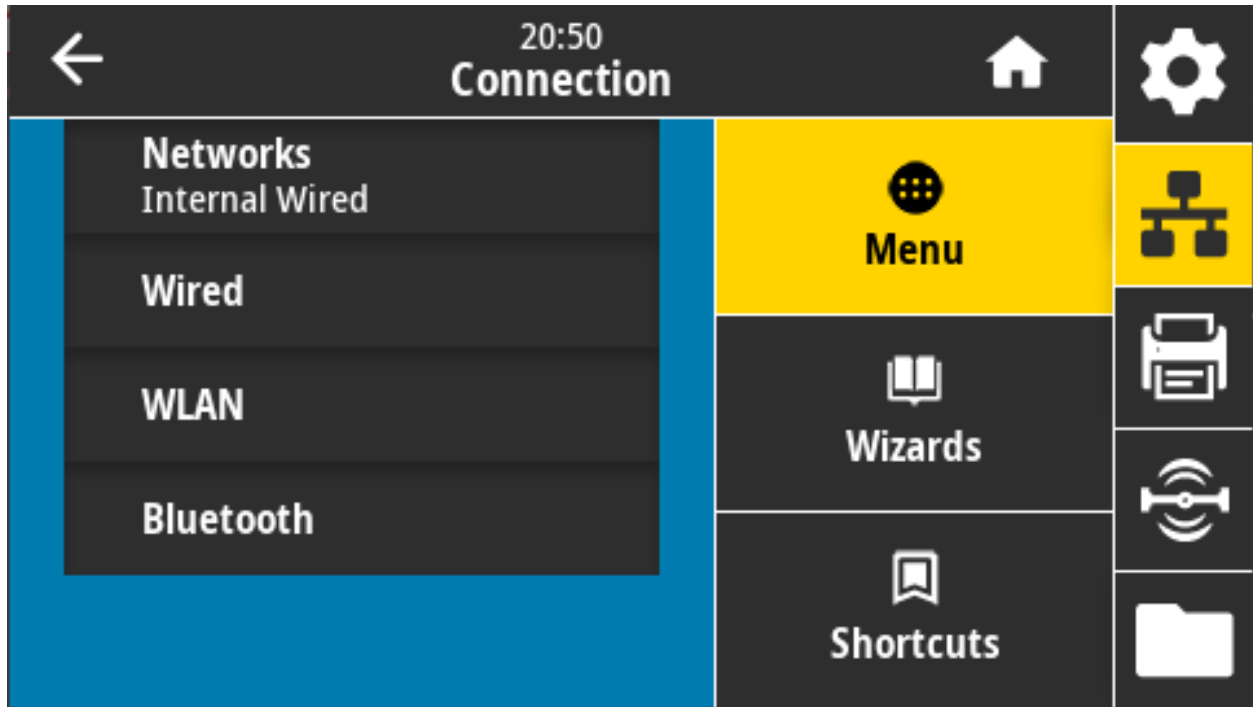 20:50
Connection
Networks
Internal Wired
Wired
WLAN
Bluetooth
Menu
Wizards
Shortcuts